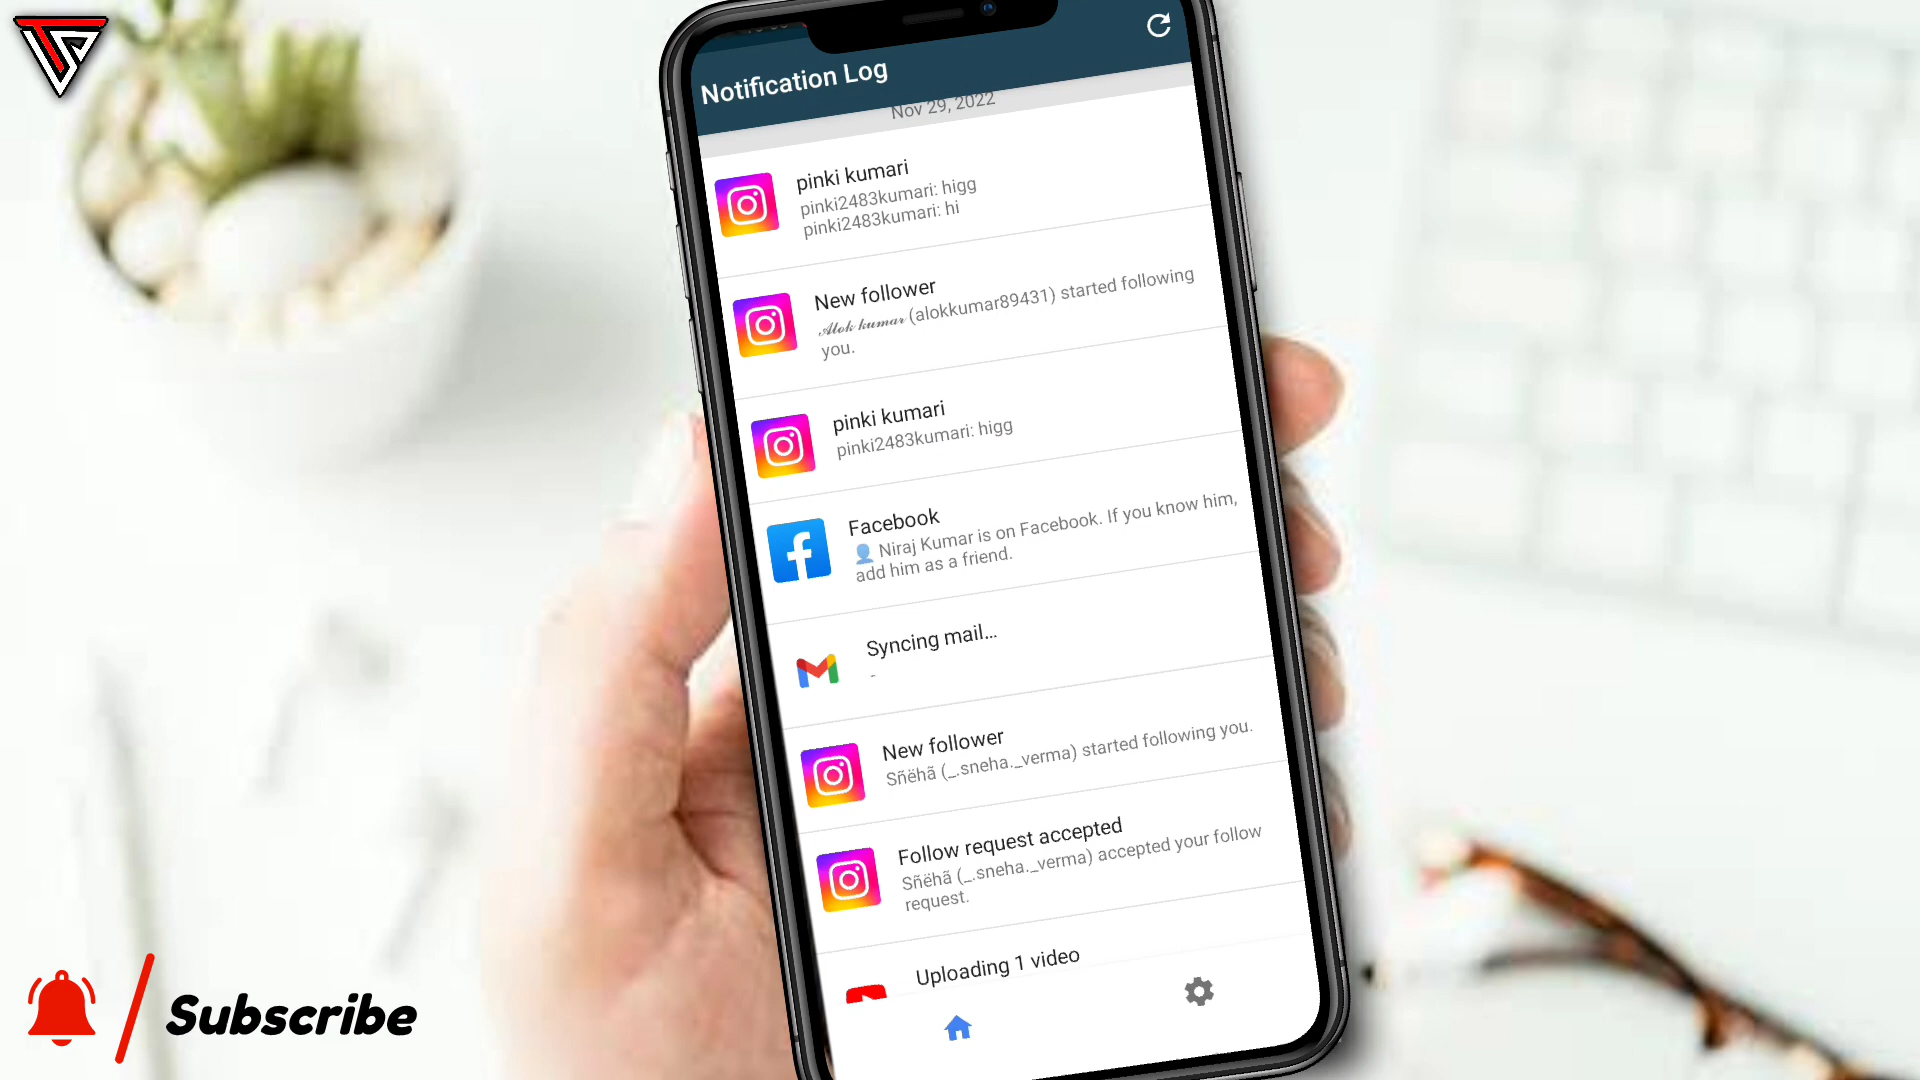 Notification Log
Nov 29, 2022
pinki kumari
pinki2483kumari: higg
pinki2483kumari: hi
New follower
𝒜𝓁𝑜𝓀 𝓀𝓊𝓂𝒶𝓇 (alokkumar89431) started following
you.
pinki kumari
pinki2483kumari: higg
Facebook
👤 Niraj Kumar is on Facebook. If you know him,
add him as a friend.
Syncing mail...
-
New follower
Sñëhã (_.sneha._verma) started following you.
Follow request accepted
Sñëhã (_.sneha._verma) accepted your follow
request.
Uploading 1 video
Subscribe